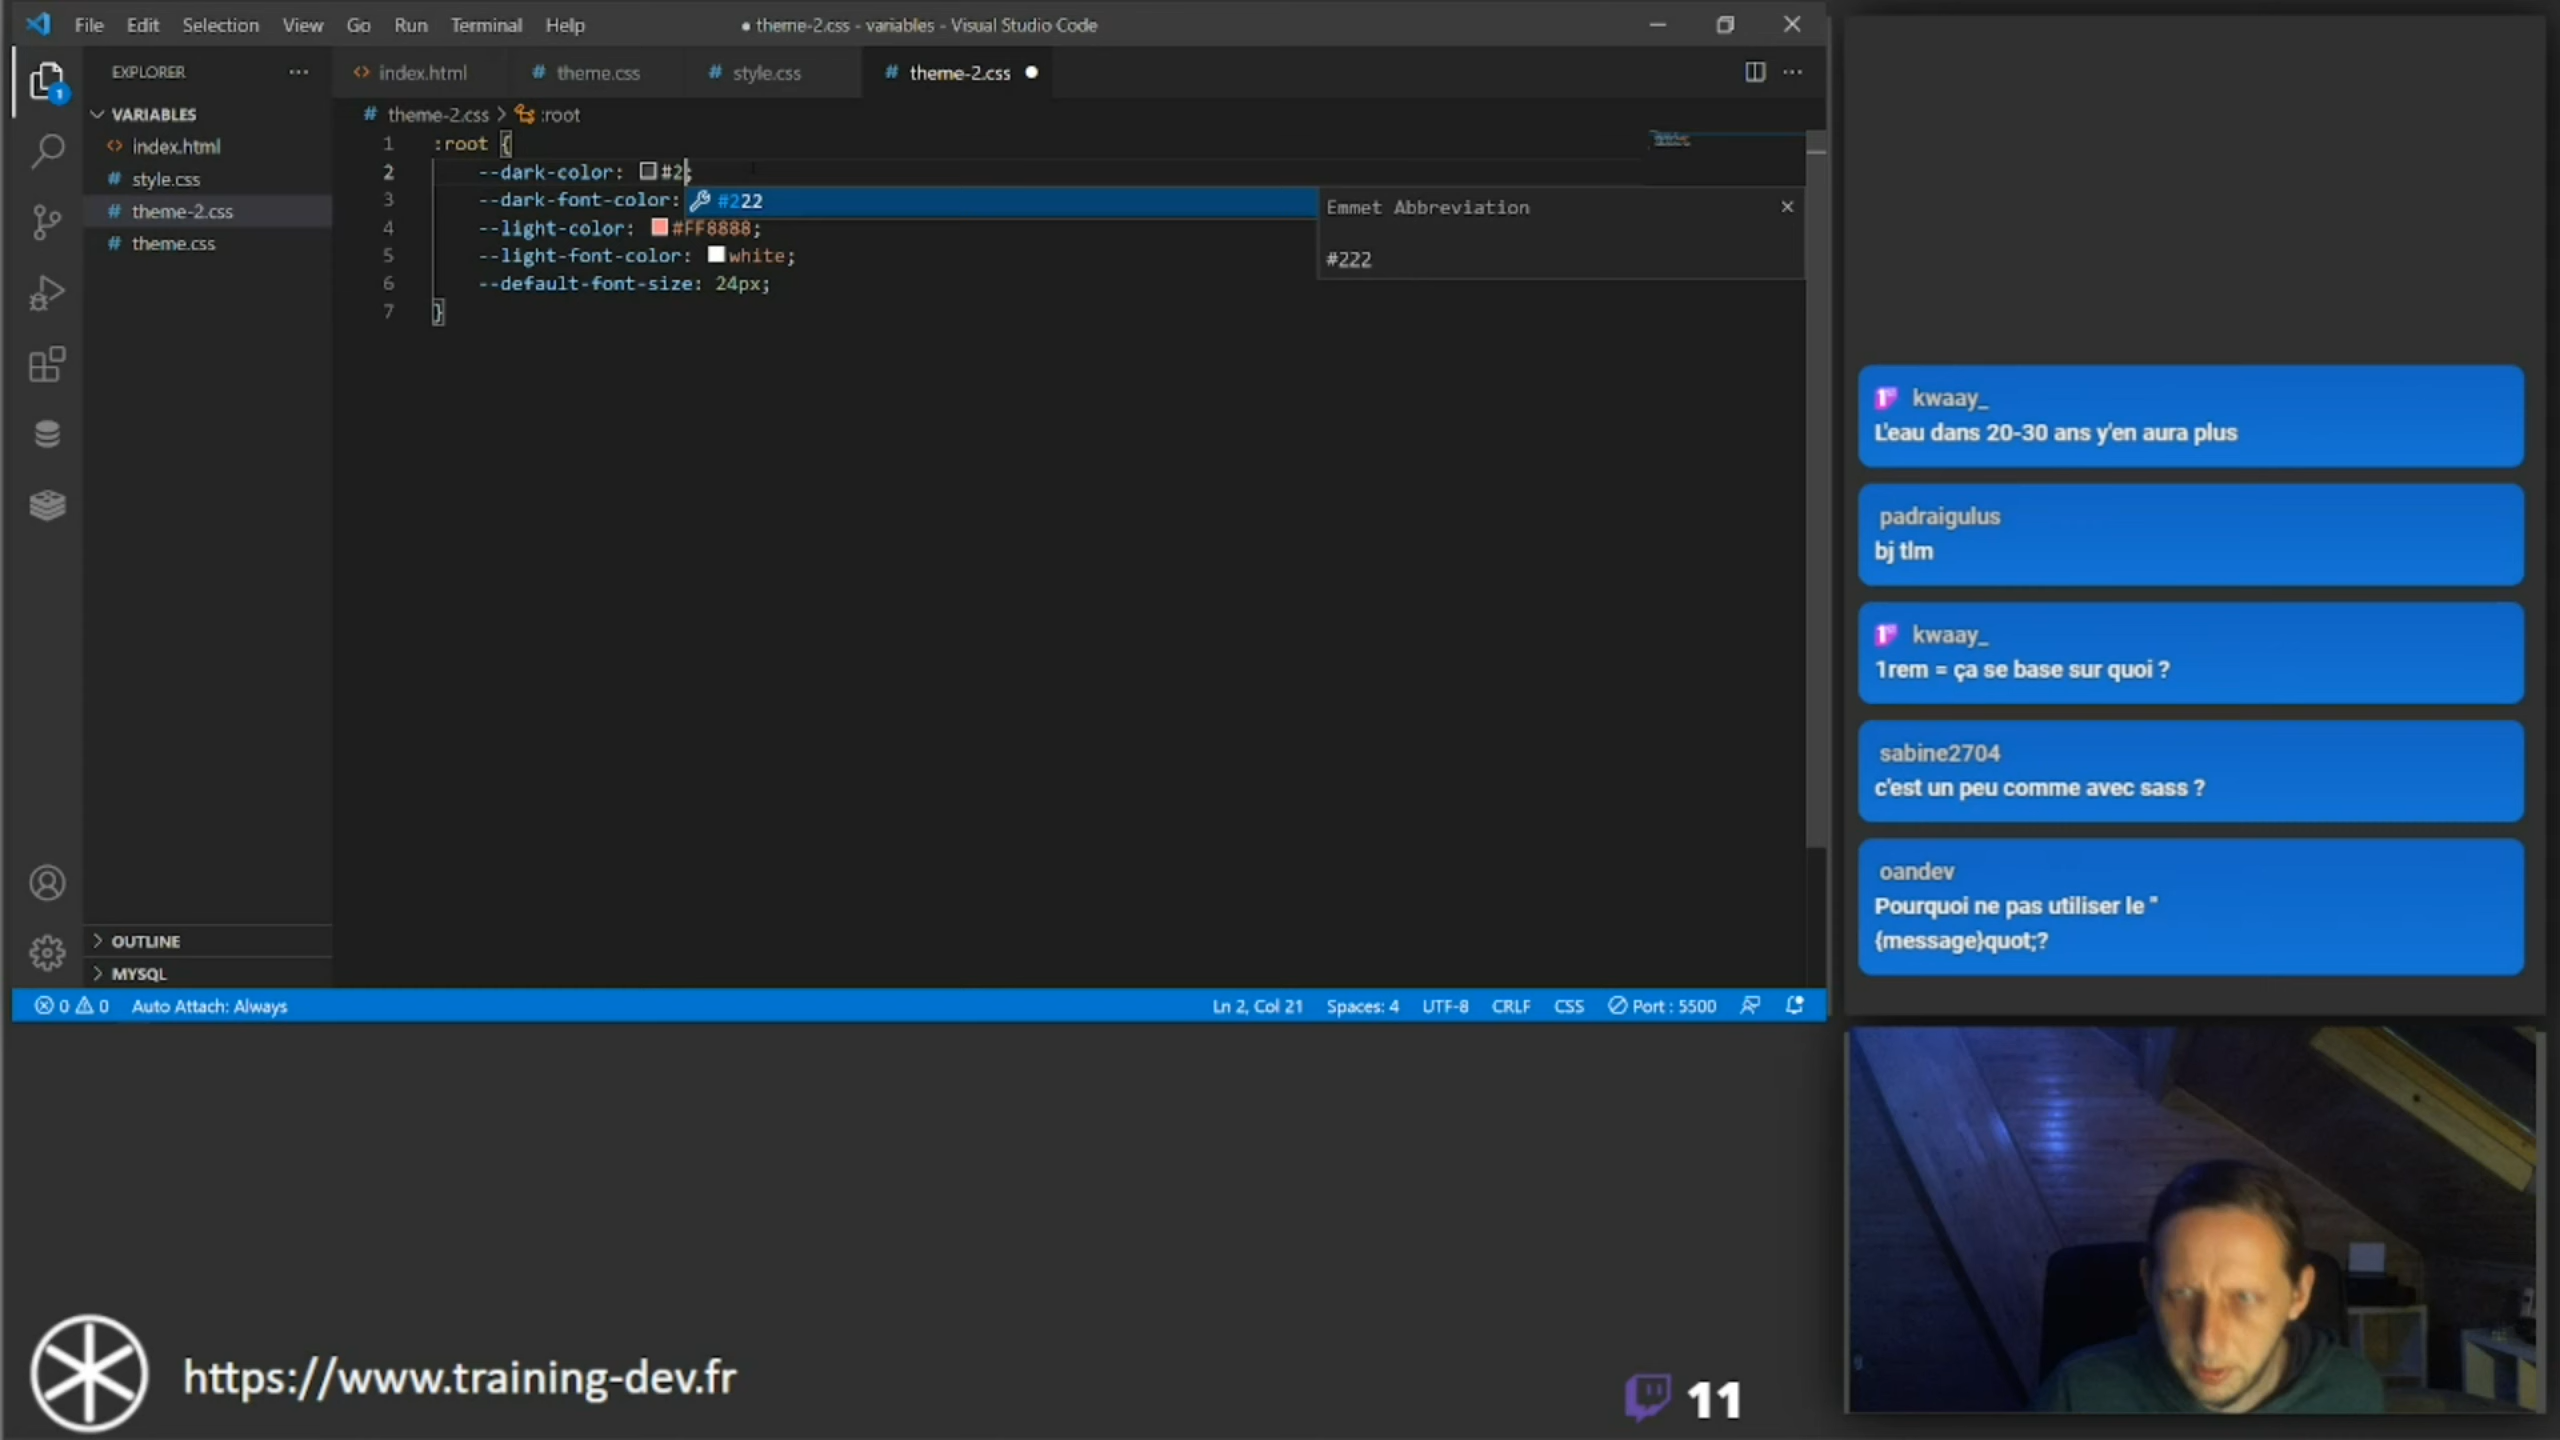 File Edit Selection View Go Run Terminal Help
● theme-2.css - variables - Visual Studio Code
EXPLORER ···
index.html # theme.css # style.css # theme-2.css ●
VARIABLES
index.html
# style.css
# theme-2.css
# theme.css
# theme-2.css > :root
1 :root {
2 --dark-color: #2;
3 --dark-font-color:
4 --light-color: #FF8888;
5 --light-font-color: white;
6 --default-font-size: 24px;
7 }
#222
Emmet Abbreviation
#222
1
OUTLINE
MYSQL
0 0 Auto Attach: Always
Ln 2, Col 21 Spaces: 4 UTF-8 CRLF CSS Port : 5500
kwaay_
L'eau dans 20-30 ans y'en aura plus
padraigulus
bj tlm
kwaay_
1rem = ça se base sur quoi ?
sabine2704
c'est un peu comme avec sass ?
oandev
Pourquoi ne pas utiliser le "
{message}quot;?
https://www.training-dev.fr
11